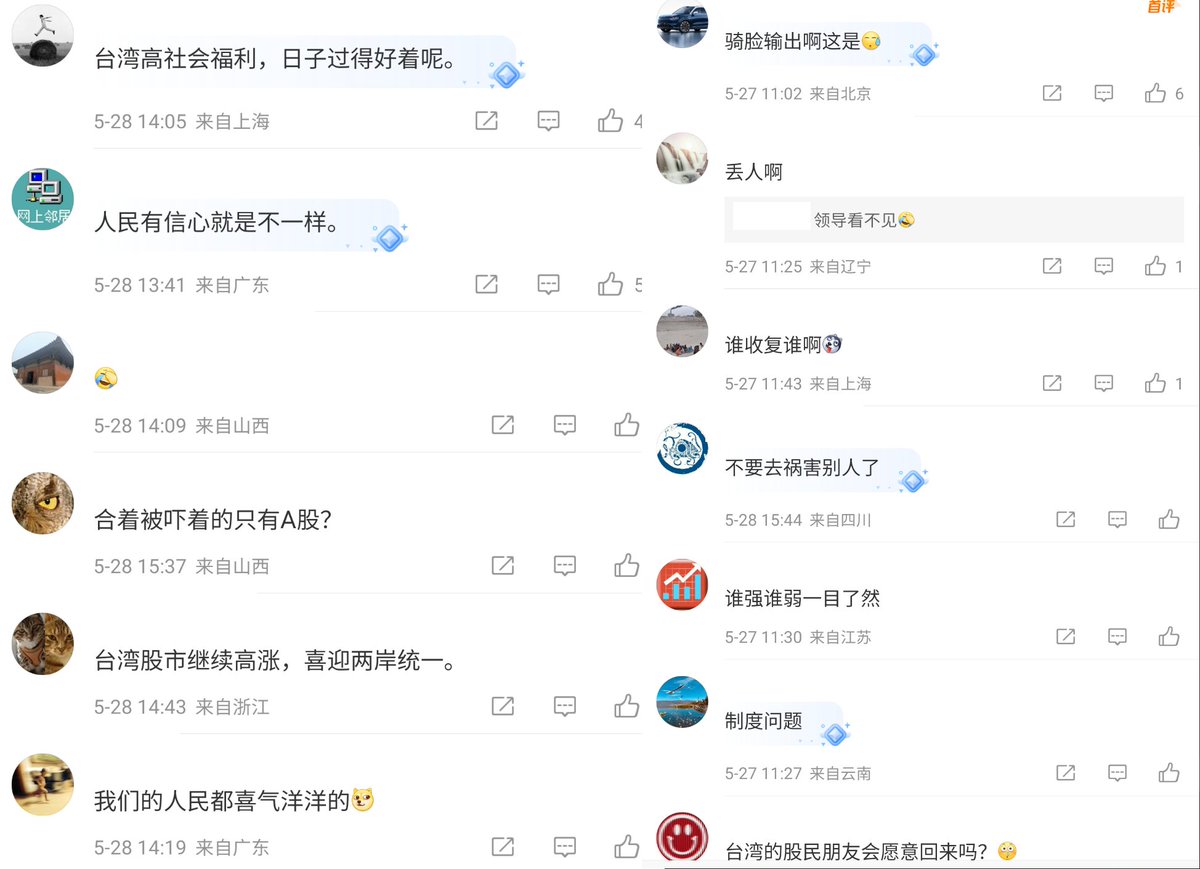 台湾高社会福利，日子过得好着呢。
5-28 14:05 来自上海
4
网上邻居
人民有信心就是不一样。
5-28 13:41 来自广东
5
5-28 14:09 来自山西
合着被吓着的只有A股？
5-28 15:37 来自山西
台湾股市继续高涨，喜迎两岸统一。
5-28 14:43 来自浙江
我们的人民都喜气洋洋的
5-28 14:19 来自广东
首评
骑脸输出啊这是
5-27 11:02 来自北京
6
丢人啊
领导看不见
5-27 11:25 来自辽宁
1
谁收复谁啊
5-27 11:43 来自上海
1
不要去祸害别人了
5-28 15:44 来自四川
谁强谁弱一目了然
5-27 11:30 来自江苏
制度问题
5-27 11:27 来自云南
台湾的股民朋友会愿意回来吗？